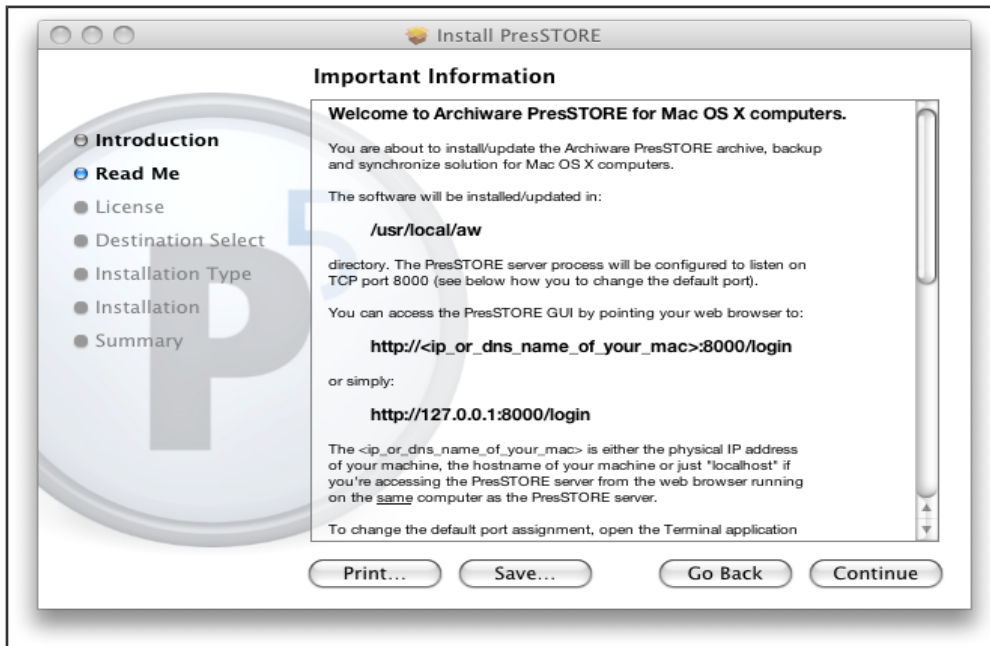 Install PresSTORE
Important Information
Introduction
Read Me
License
Destination Select
Installation Type
Installation
Summary
P5
Welcome to Archiware PresSTORE for Mac OS X computers.
You are about to install/update the Archiware PresSTORE archive, backup
and synchronize solution for Mac OS X computers.
The software will be installed/updated in:
/usr/local/aw
directory. The PresSTORE server process will be configured to listen on
TCP port 8000 (see below how you to change the default port).
You can access the PresSTORE GUI by pointing your web browser to:
http://<ip_or_dns_name_of_your_mac>:8000/login
or simply:
http://127.0.0.1:8000/login
The <ip_or_dns_name_of_your_mac> is either the physical IP address
of your machine, the hostname of your machine or just "localhost" if
you're accessing the PresSTORE server from the web browser running
on the same computer as the PresSTORE server.
To change the default port assignment, open the Terminal application
Print...
Save...
Go Back
Continue